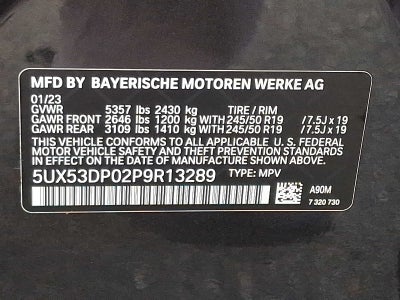 MFD BY BAYERISCHE MOTOREN WERKE AG
01/23
GVWR 5357 lbs 2430 kg TIRE / RIM
GAWR FRONT 2646 lbs 1200 kg 245/50 R19 / 7.5J x 19
GAWR REAR 3109 lbs 1410 kg 245/50 R19 / 7.5J x 19
THIS VEHICLE CONFORMS TO ALL APPLICABLE U. S. FEDERAL
MOTOR VEHICLE SAFETY, BUMPER AND THEFT PREVENTION
STANDARDS IN EFFECT ON THE DATE OF MANUFACTURE SHOWN ABOVE.
5UX53DP02P9R13289 TYPE: MPV
A90M
7 320 730